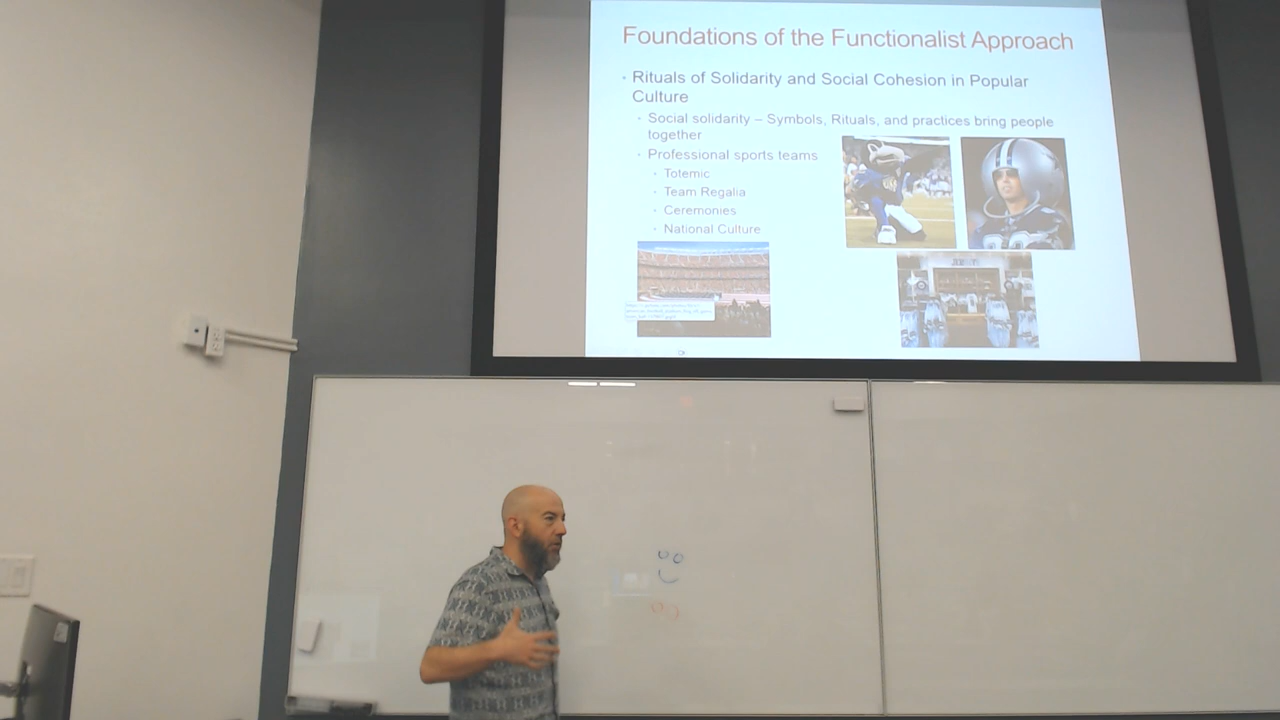 Foundations of the Functionalist Approach
Rituals of Solidarity and Social Cohesion in Popular
Culture
Social solidarity – Symbols, Rituals, and practices bring people
together
Professional sports teams
Totemic
Team Regalia
Ceremonies
National Culture